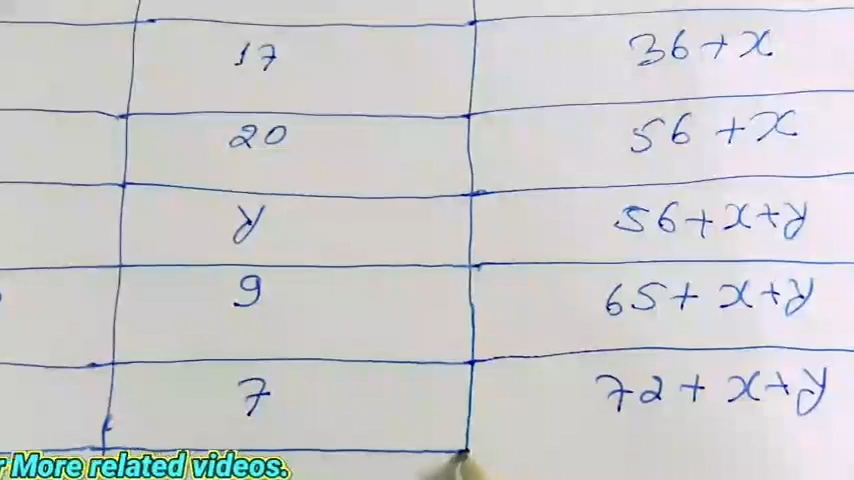 17 36+x
20 56+x
y 56+x+y
9 65+x+y
7 72+x+y
r More related videos.